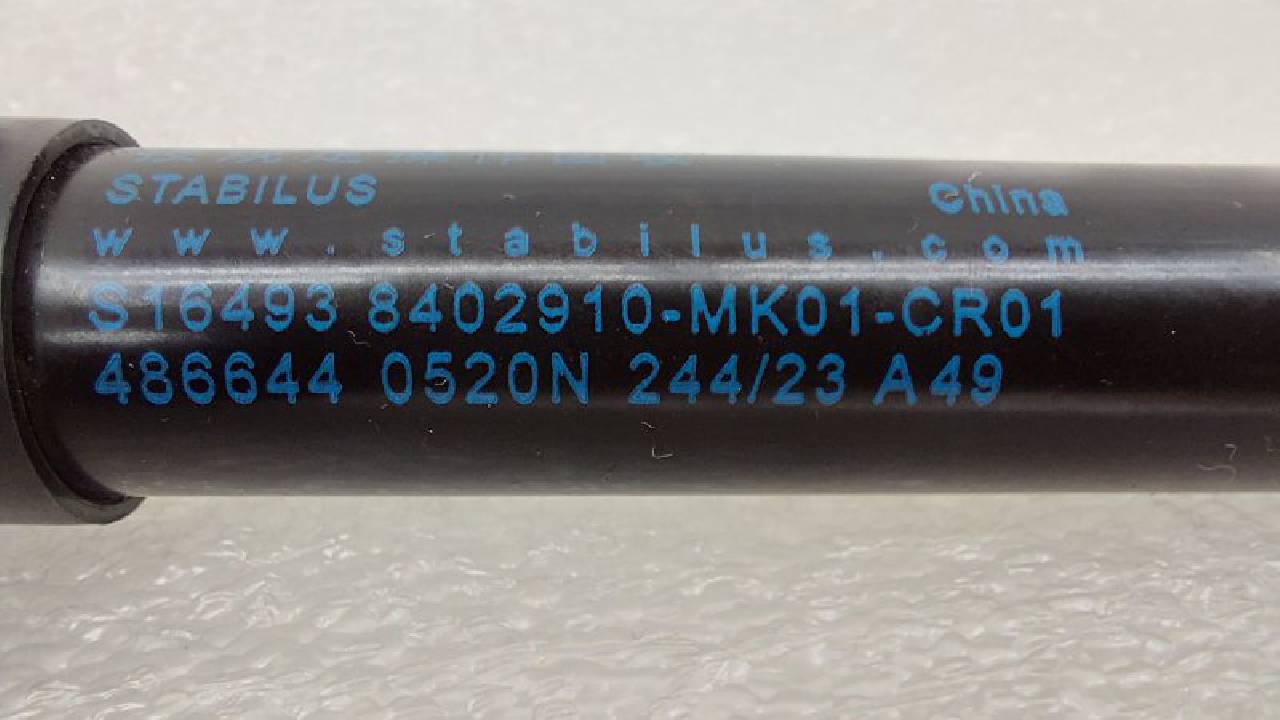 STABILUS China
www.stabilus.com
S16493 8402910-MK01-CR01
486644 0520N 244/23 A49